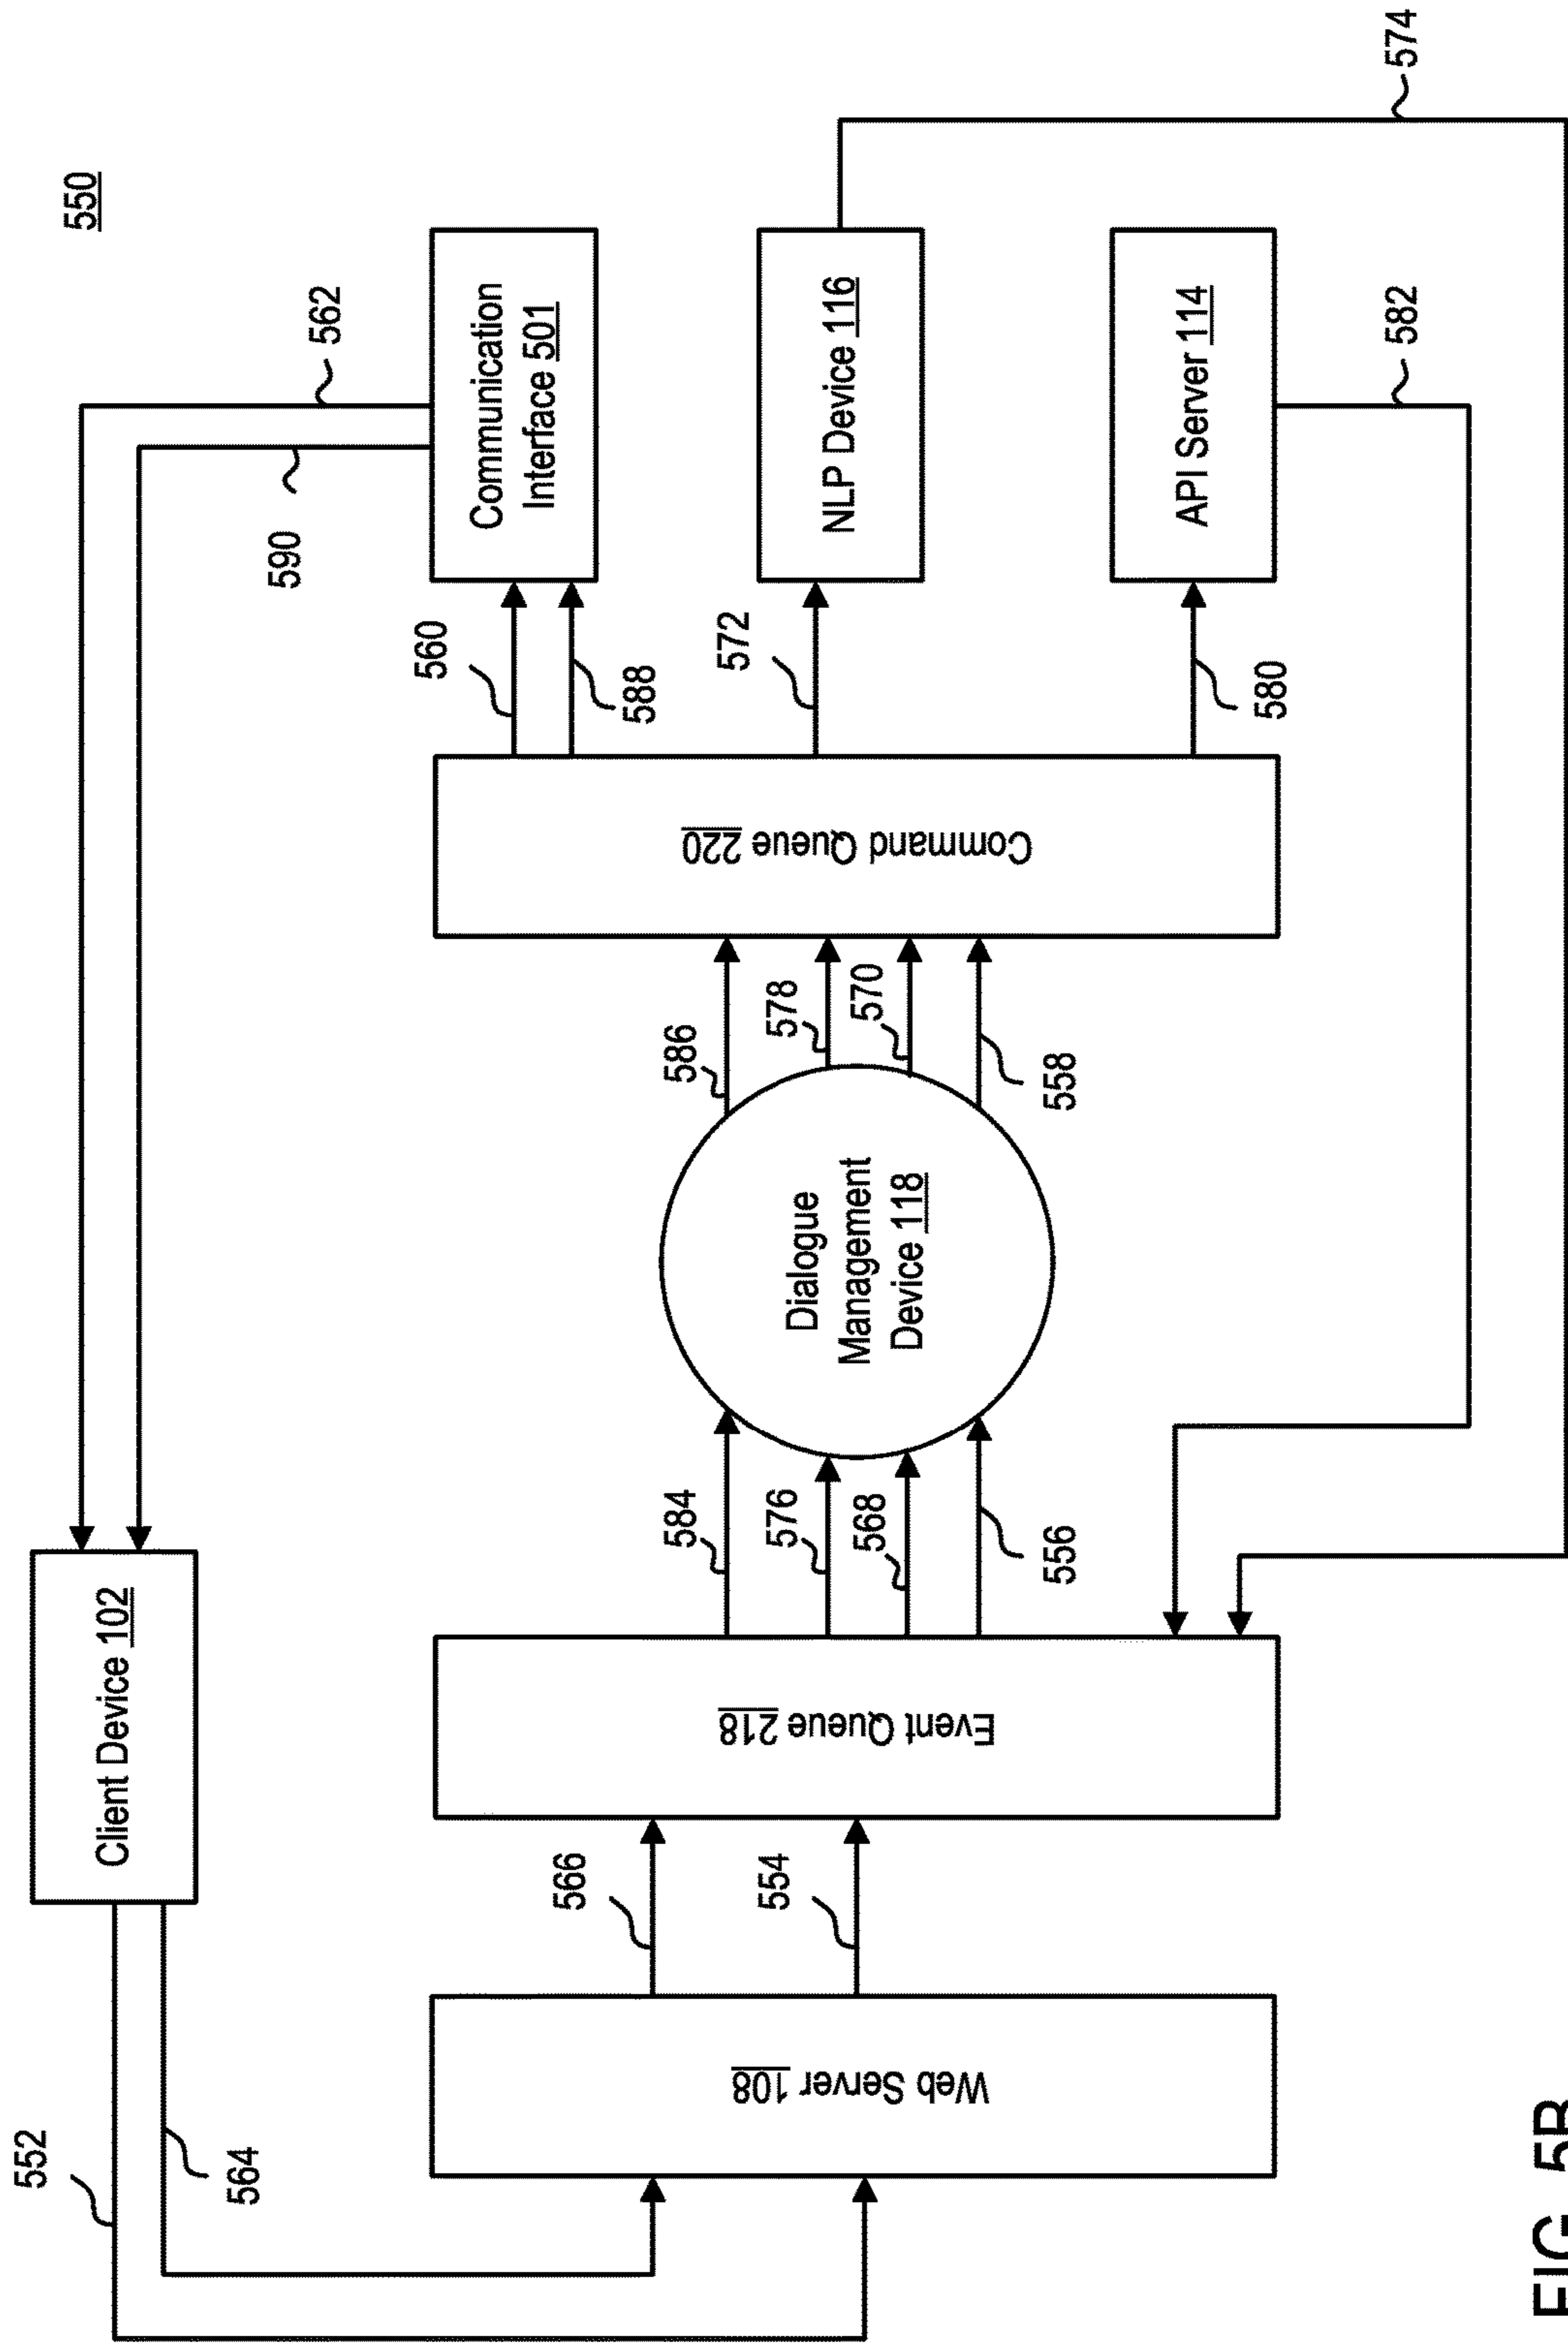 550
552
564
Client Device 102
590
562
Web Server 108
566
554
Event Queue 218
584
576
568
556
Dialogue
Management
Device 118
586
578
570
558
Command Queue 220
560
588
572
580
Communication
Interface 501
NLP Device 116
API Server 114
582
574
FIG. 5B